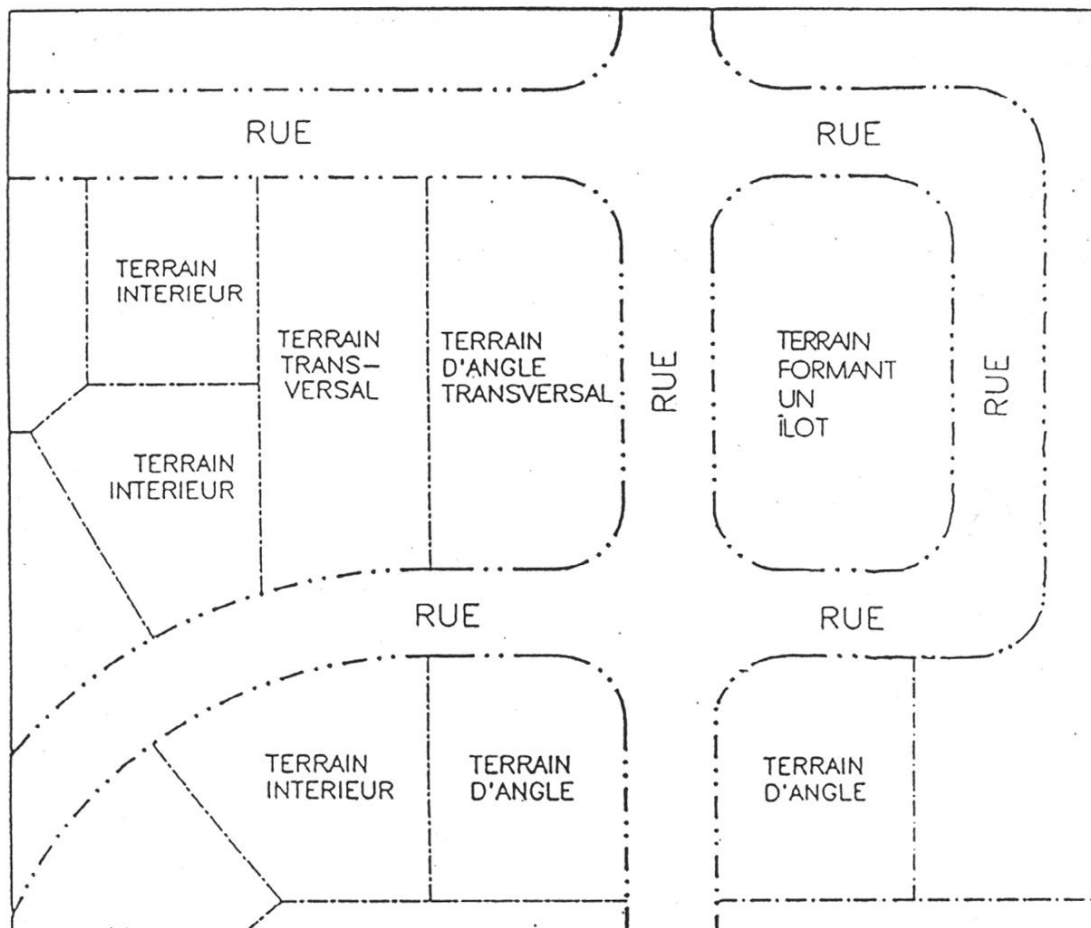 RUE
RUE
TERRAIN
INTERIEUR
TERRAIN
TRANS-
VERSAL
TERRAIN
D'ANGLE
TRANSVERSAL
RUE
TERRAIN
FORMANT
UN
ÎLOT
RUE
TERRAIN
INTERIEUR
RUE
RUE
TERRAIN
INTERIEUR
TERRAIN
D'ANGLE
TERRAIN
D'ANGLE